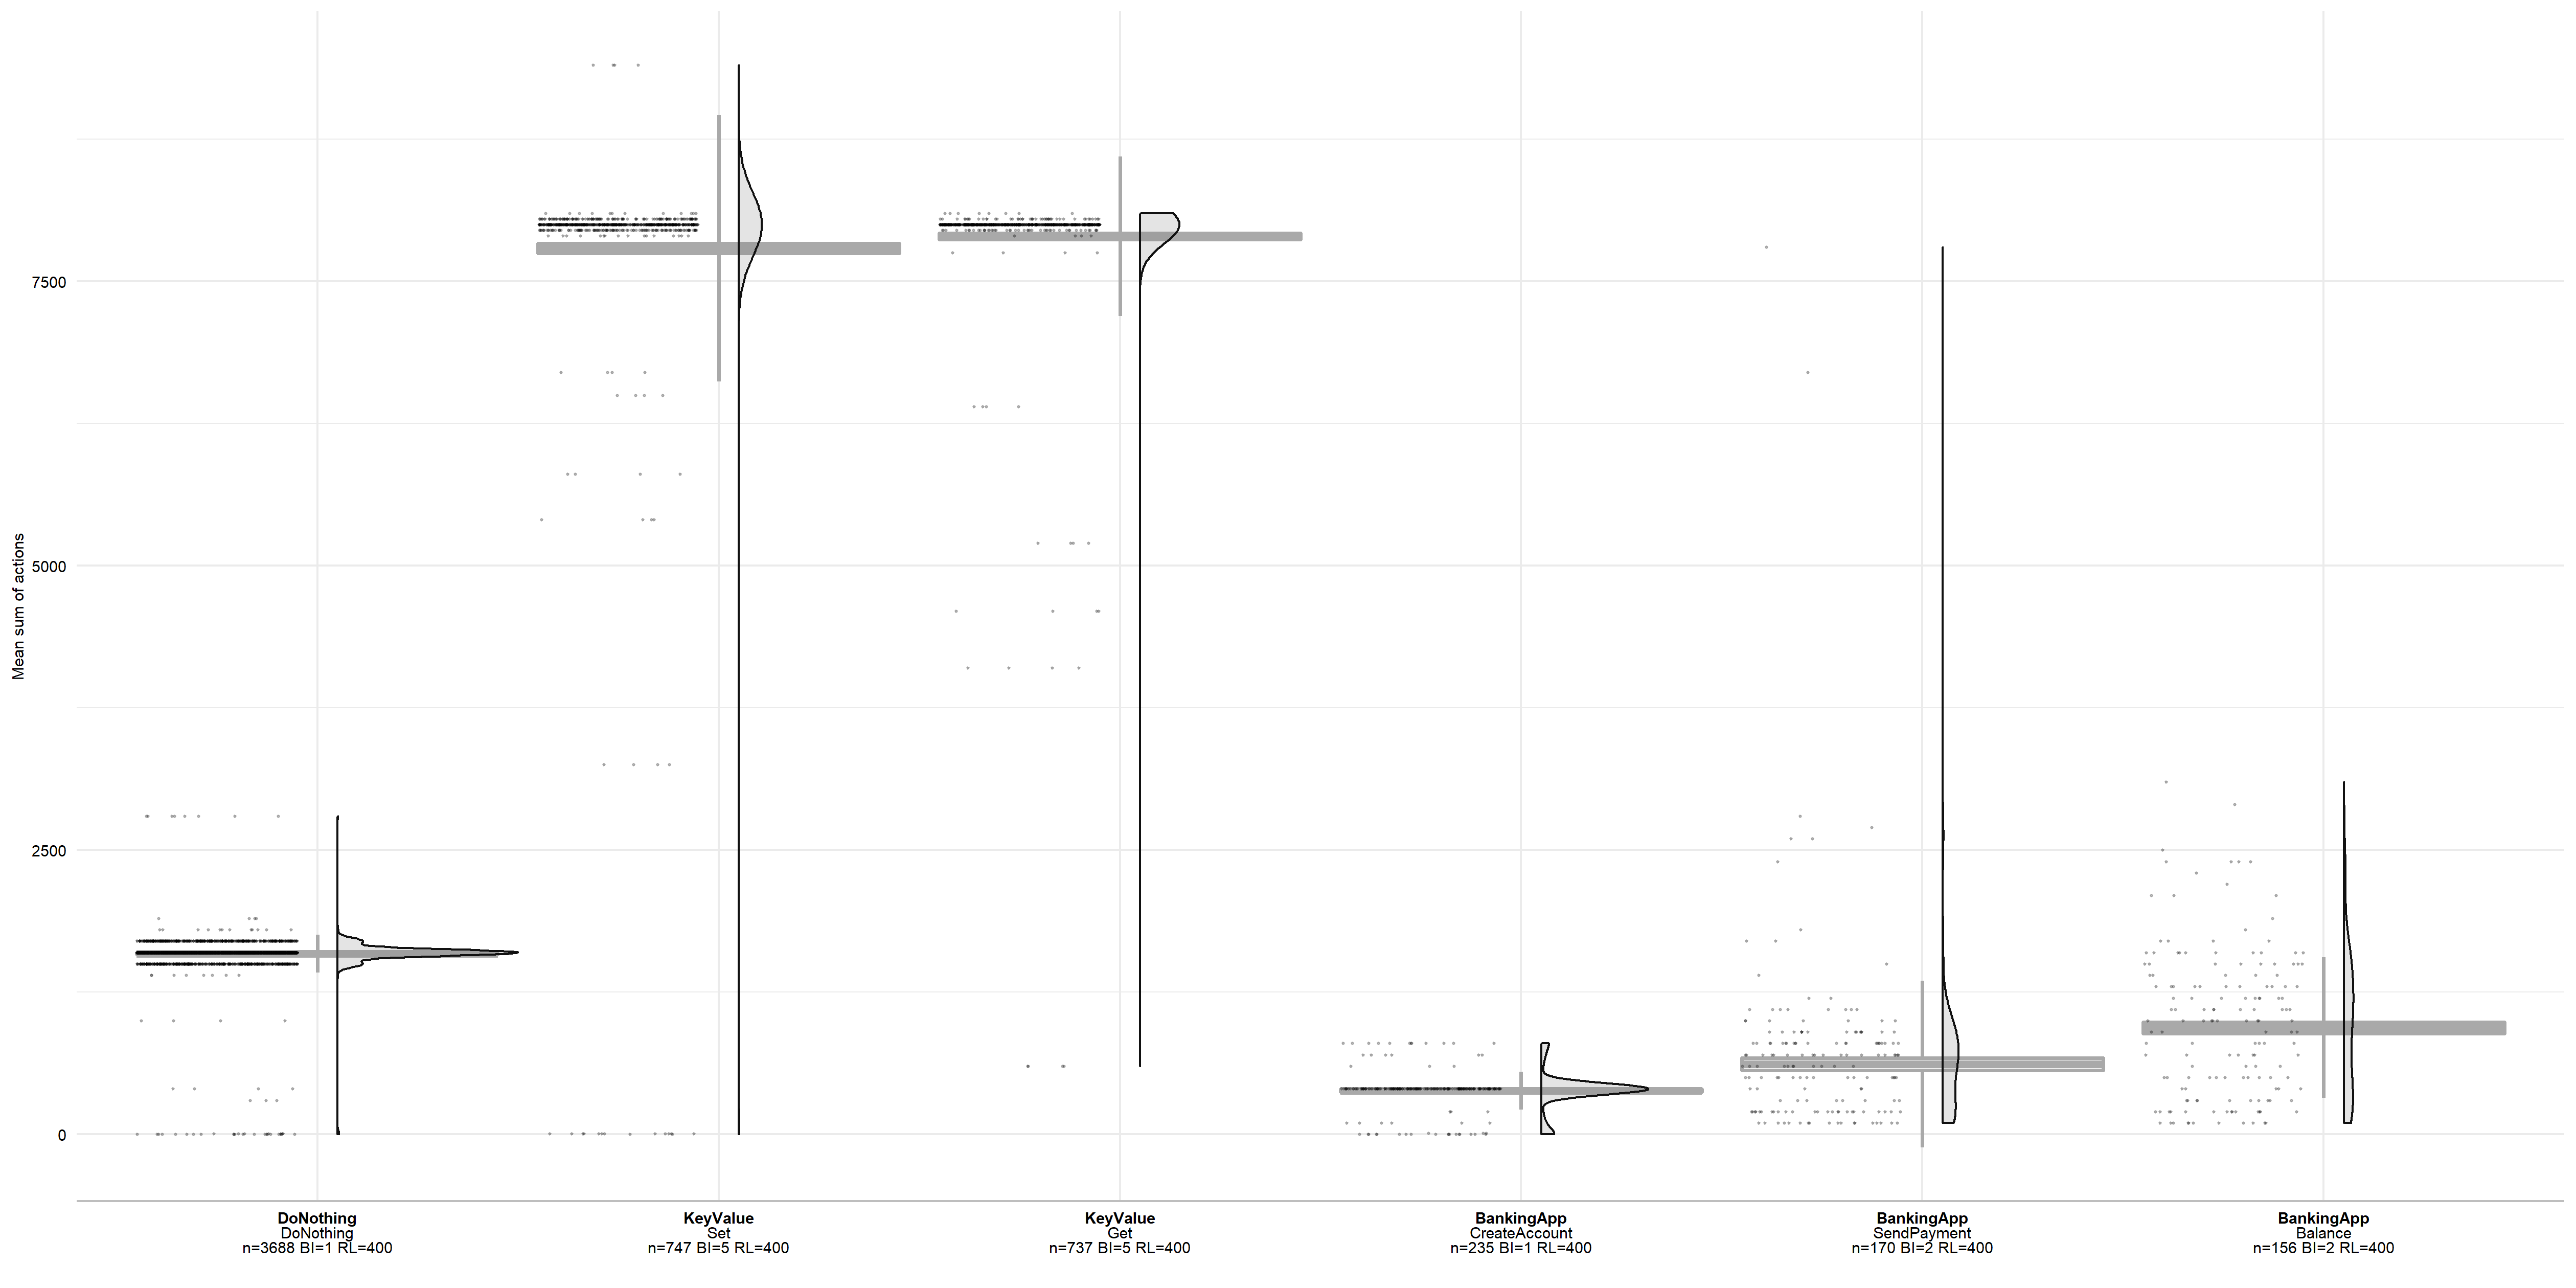 Mean sum of actions
7500
5000
2500
0
DoNothing
DoNothing
n=3688 BI=1 RL=400
KeyValue
Set
n=747 BI=5 RL=400
KeyValue
Get
n=737 BI=5 RL=400
BankingApp
CreateAccount
n=235 BI=1 RL=400
BankingApp
SendPayment
n=170 BI=2 RL=400
BankingApp
Balance
n=156 BI=2 RL=400